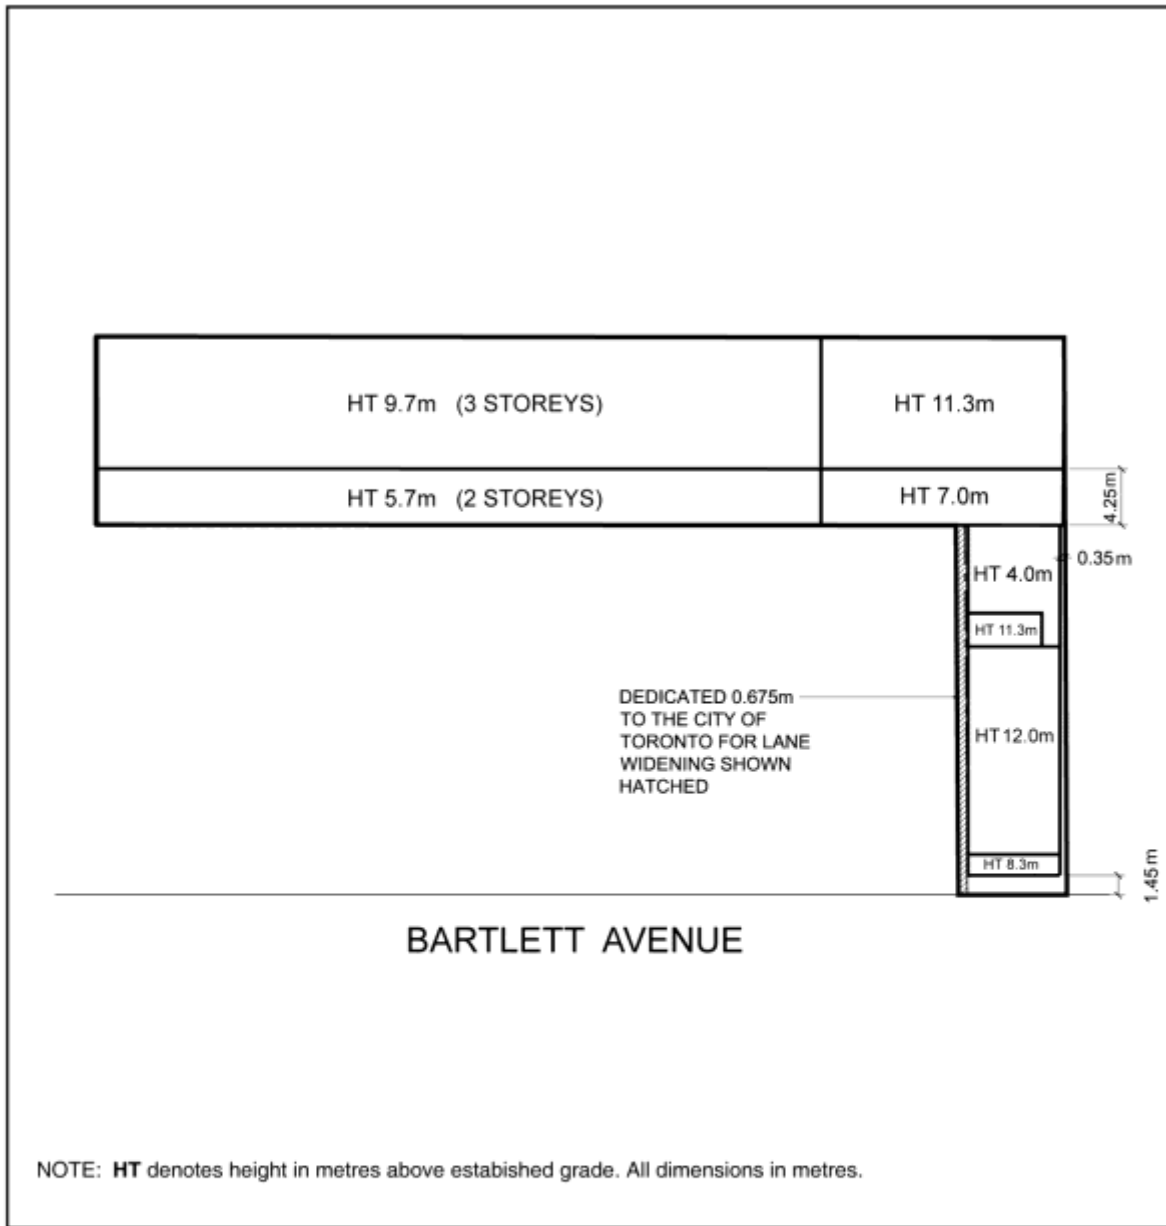 HT 9.7m (3 STOREYS)
HT 11.3m
HT 5.7m (2 STOREYS)
HT 7.0m
4.25m
0.35m
HT 4.0m
HT 11.3m
DEDICATED 0.675m
TO THE CITY OF
TORONTO FOR LANE
WIDENING SHOWN
HATCHED
HT 12.0m
HT 8.3m
1.45m
BARTLETT AVENUE
NOTE: HT denotes height in metres above estabished grade. All dimensions in metres.